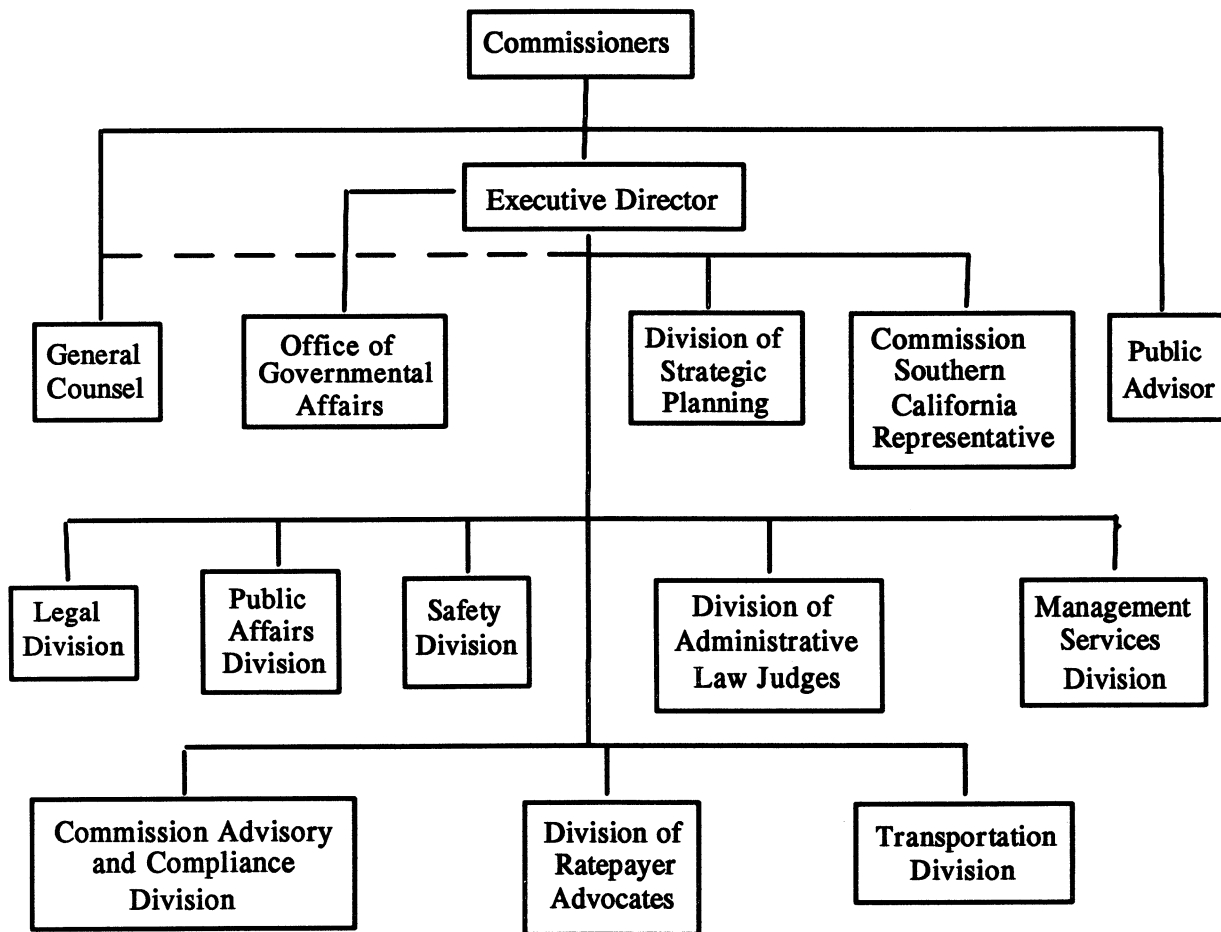 Commissioners
Executive Director
General
Counsel
Office of
Governmental
Affairs
Division of
Strategic
Planning
Commission
Southern
California
Representative
Public
Advisor
Legal
Division
Public
Affairs
Division
Safety
Division
Division of
Administrative
Law Judges
Management
Services
Division
Commission Advisory
and Compliance
Division
Division of
Ratepayer
Advocates
Transportation
Division